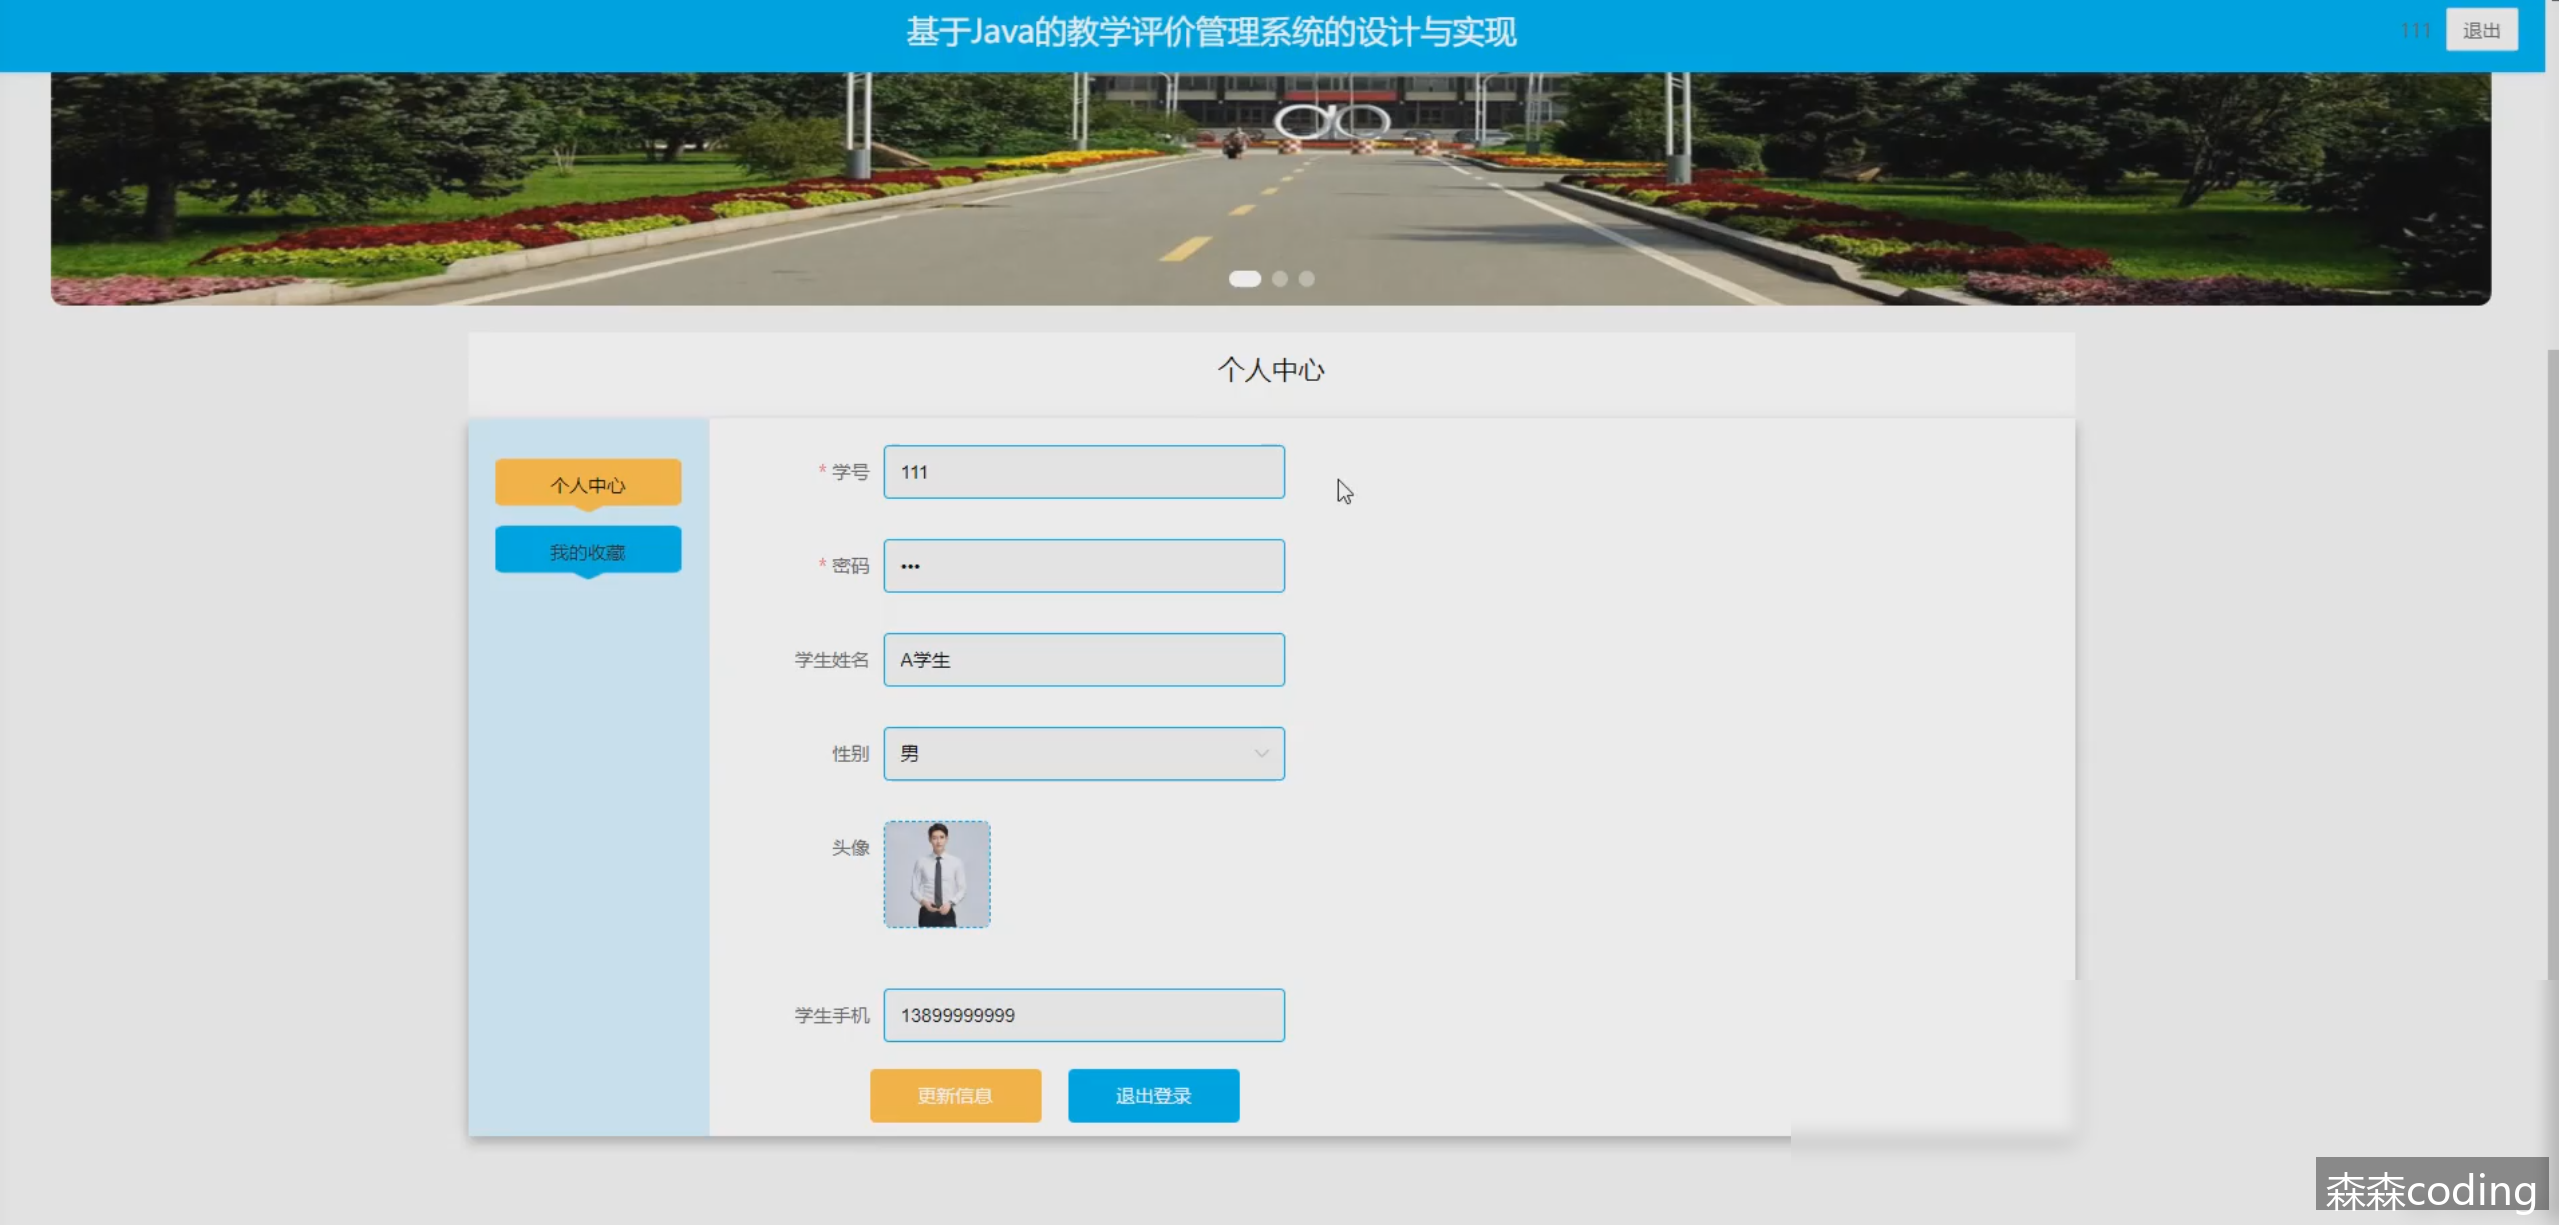 基于Java的教学评价管理系统的设计与实现
111
退出
个人中心
个人中心
我的收藏
* 学号
111
* 密码
•••
学生姓名
A学生
性别
男
头像
学生手机
13899999999
更新信息
退出登录
森森coding